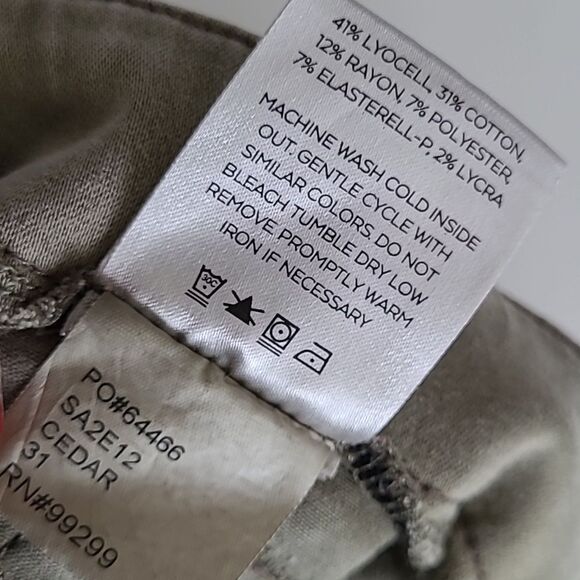 41% LYOCELL, 31% COTTON,
12% RAYON, 7% POLYESTER,
7% ELASTERELL-P, 2% LYCRA
MACHINE WASH COLD INSIDE
OUT, GENTLE CYCLE WITH
SIMILAR COLORS, DO NOT
BLEACH TUMBLE DRY LOW
REMOVE PROMPTLY WARM
IRON IF NECESSARY
30C
PO#64466
SA2E12
CEDAR
31
RN#99299